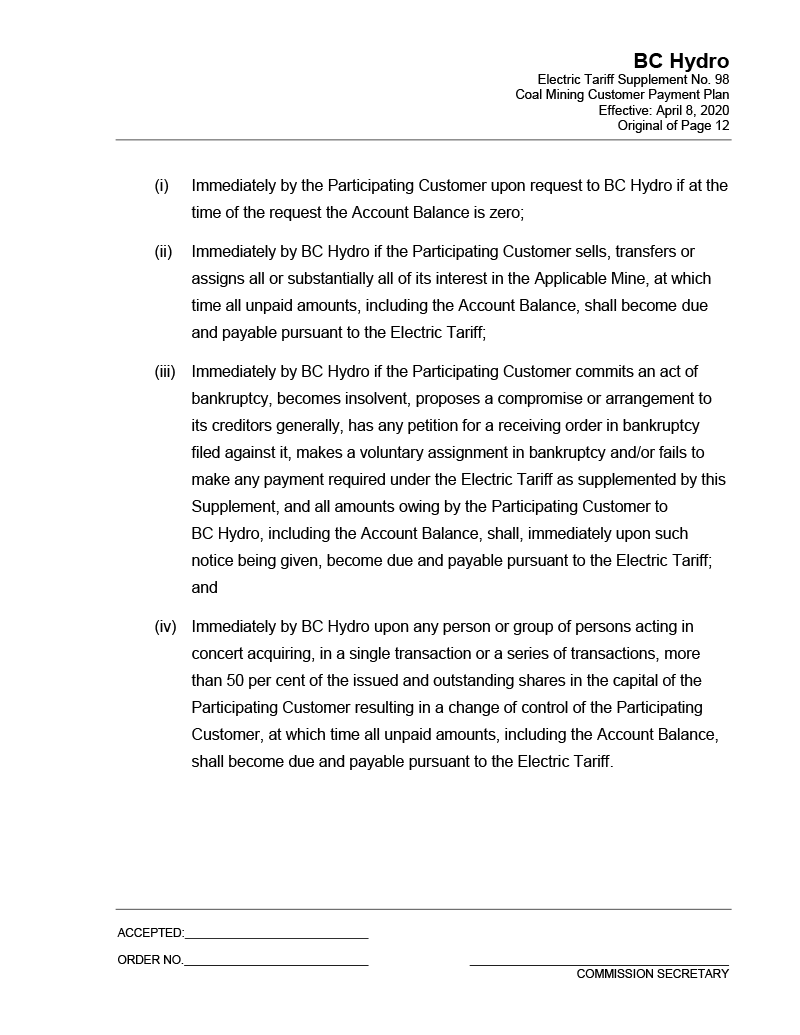 BC Hydro
Electric Tariff Supplement No. 98
Coal Mining Customer Payment Plan
Effective: April 8, 2020
Original of Page 12
(i) Immediately by the Participating Customer upon request to BC Hydro if at the
time of the request the Account Balance is zero;
(ii) Immediately by BC Hydro if the Participating Customer sells, transfers or
assigns all or substantially all of its interest in the Applicable Mine, at which
time all unpaid amounts, including the Account Balance, shall become due
and payable pursuant to the Electric Tariff;
(iii) Immediately by BC Hydro if the Participating Customer commits an act of
bankruptcy, becomes insolvent, proposes a compromise or arrangement to
its creditors generally, has any petition for a receiving order in bankruptcy
filed against it, makes a voluntary assignment in bankruptcy and/or fails to
make any payment required under the Electric Tariff as supplemented by this
Supplement, and all amounts owing by the Participating Customer to
BC Hydro, including the Account Balance, shall, immediately upon such
notice being given, become due and payable pursuant to the Electric Tariff;
and
(iv) Immediately by BC Hydro upon any person or group of persons acting in
concert acquiring, in a single transaction or a series of transactions, more
than 50 per cent of the issued and outstanding shares in the capital of the
Participating Customer resulting in a change of control of the Participating
Customer, at which time all unpaid amounts, including the Account Balance,
shall become due and payable pursuant to the Electric Tariff.
ACCEPTED:____________________________
ORDER NO.____________________________
COMMISSION SECRETARY